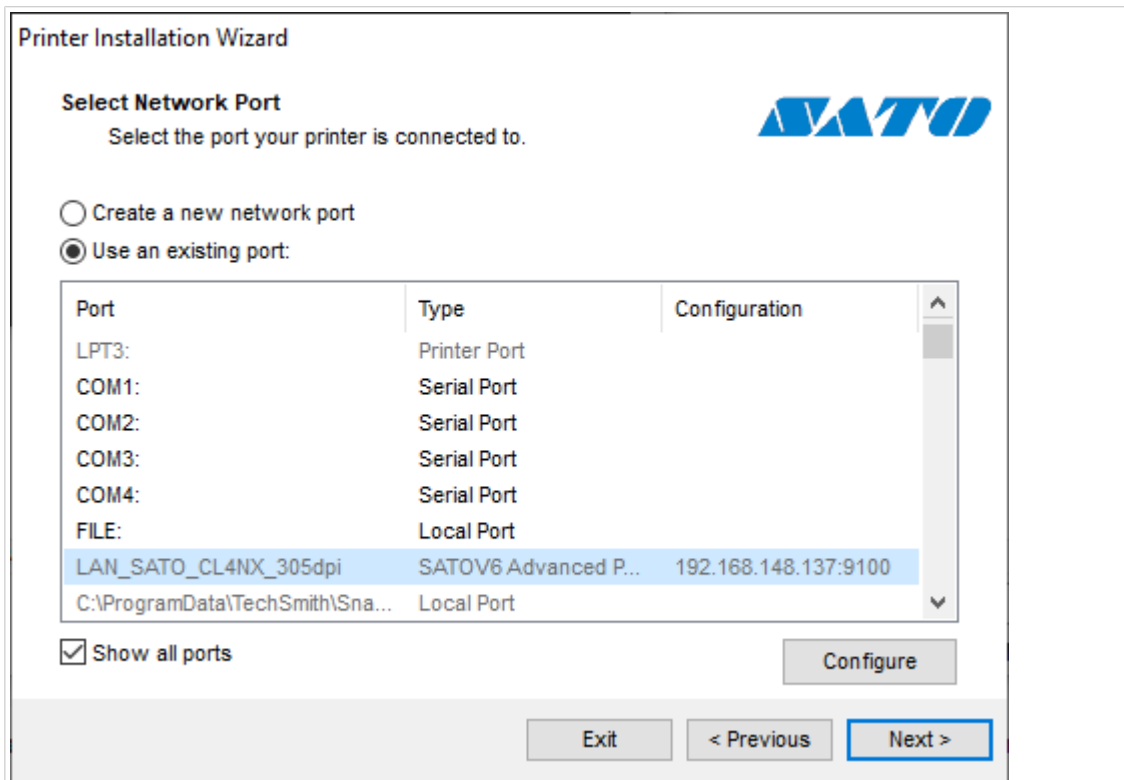 Printer Installation Wizard
Select Network Port
Select the port your printer is connected to.
SATO
Create a new network port
Use an existing port:
Port Type Configuration
LPT3: Printer Port
COM1: Serial Port
COM2: Serial Port
COM3: Serial Port
COM4: Serial Port
FILE: Local Port
LAN_SATO_CL4NX_305dpi SATOV6 Advanced P... 192.168.148.137:9100
C:\ProgramData\TechSmith\Sna... Local Port
Show all ports
Configure
Exit < Previous Next >